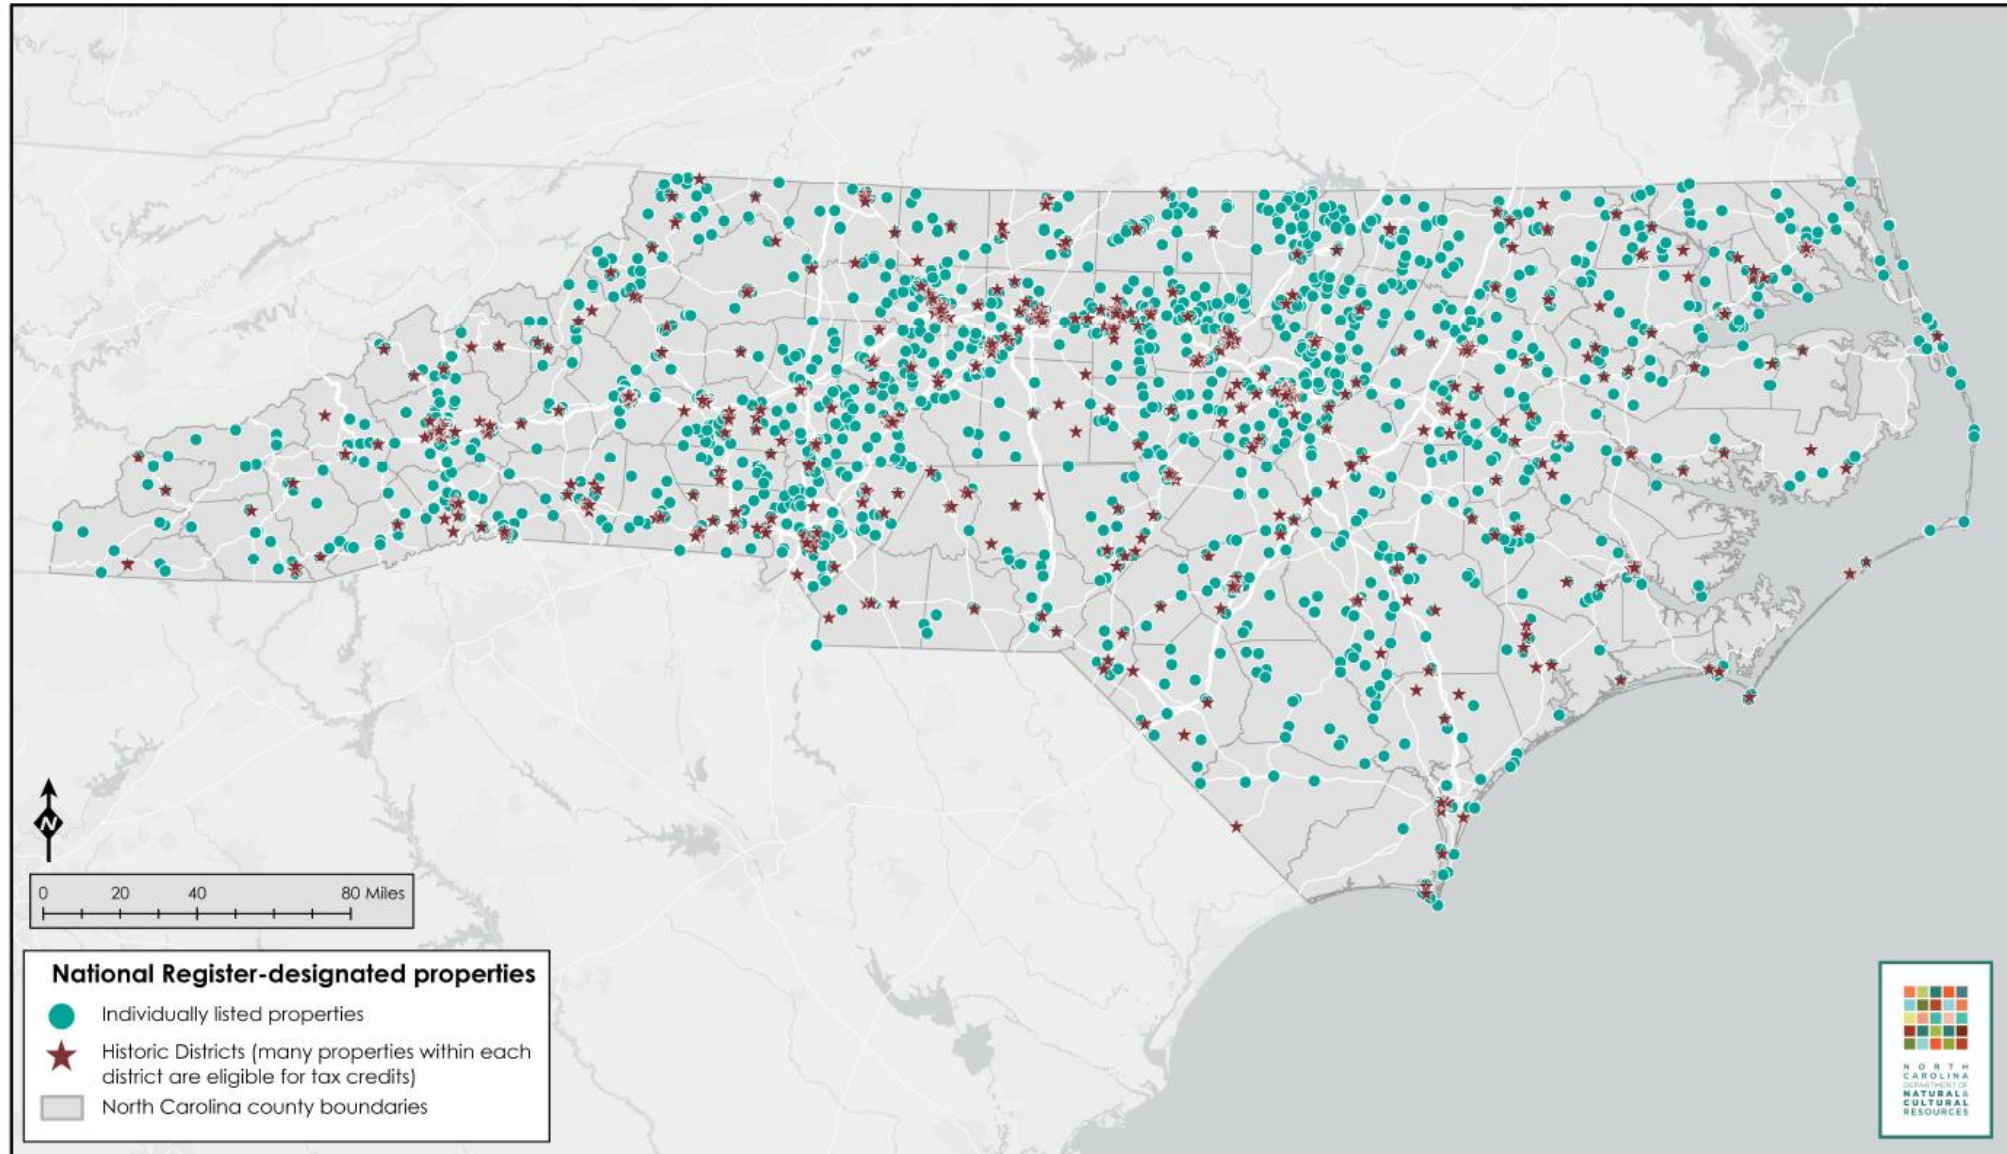 N
0 20 40 80 Miles
National Register-designated properties
Individually listed properties
Historic Districts (many properties within each
district are eligible for tax credits)
North Carolina county boundaries
NORTH
CAROLINA
DEPARTMENT OF
NATURAL &
CULTURAL
RESOURCES